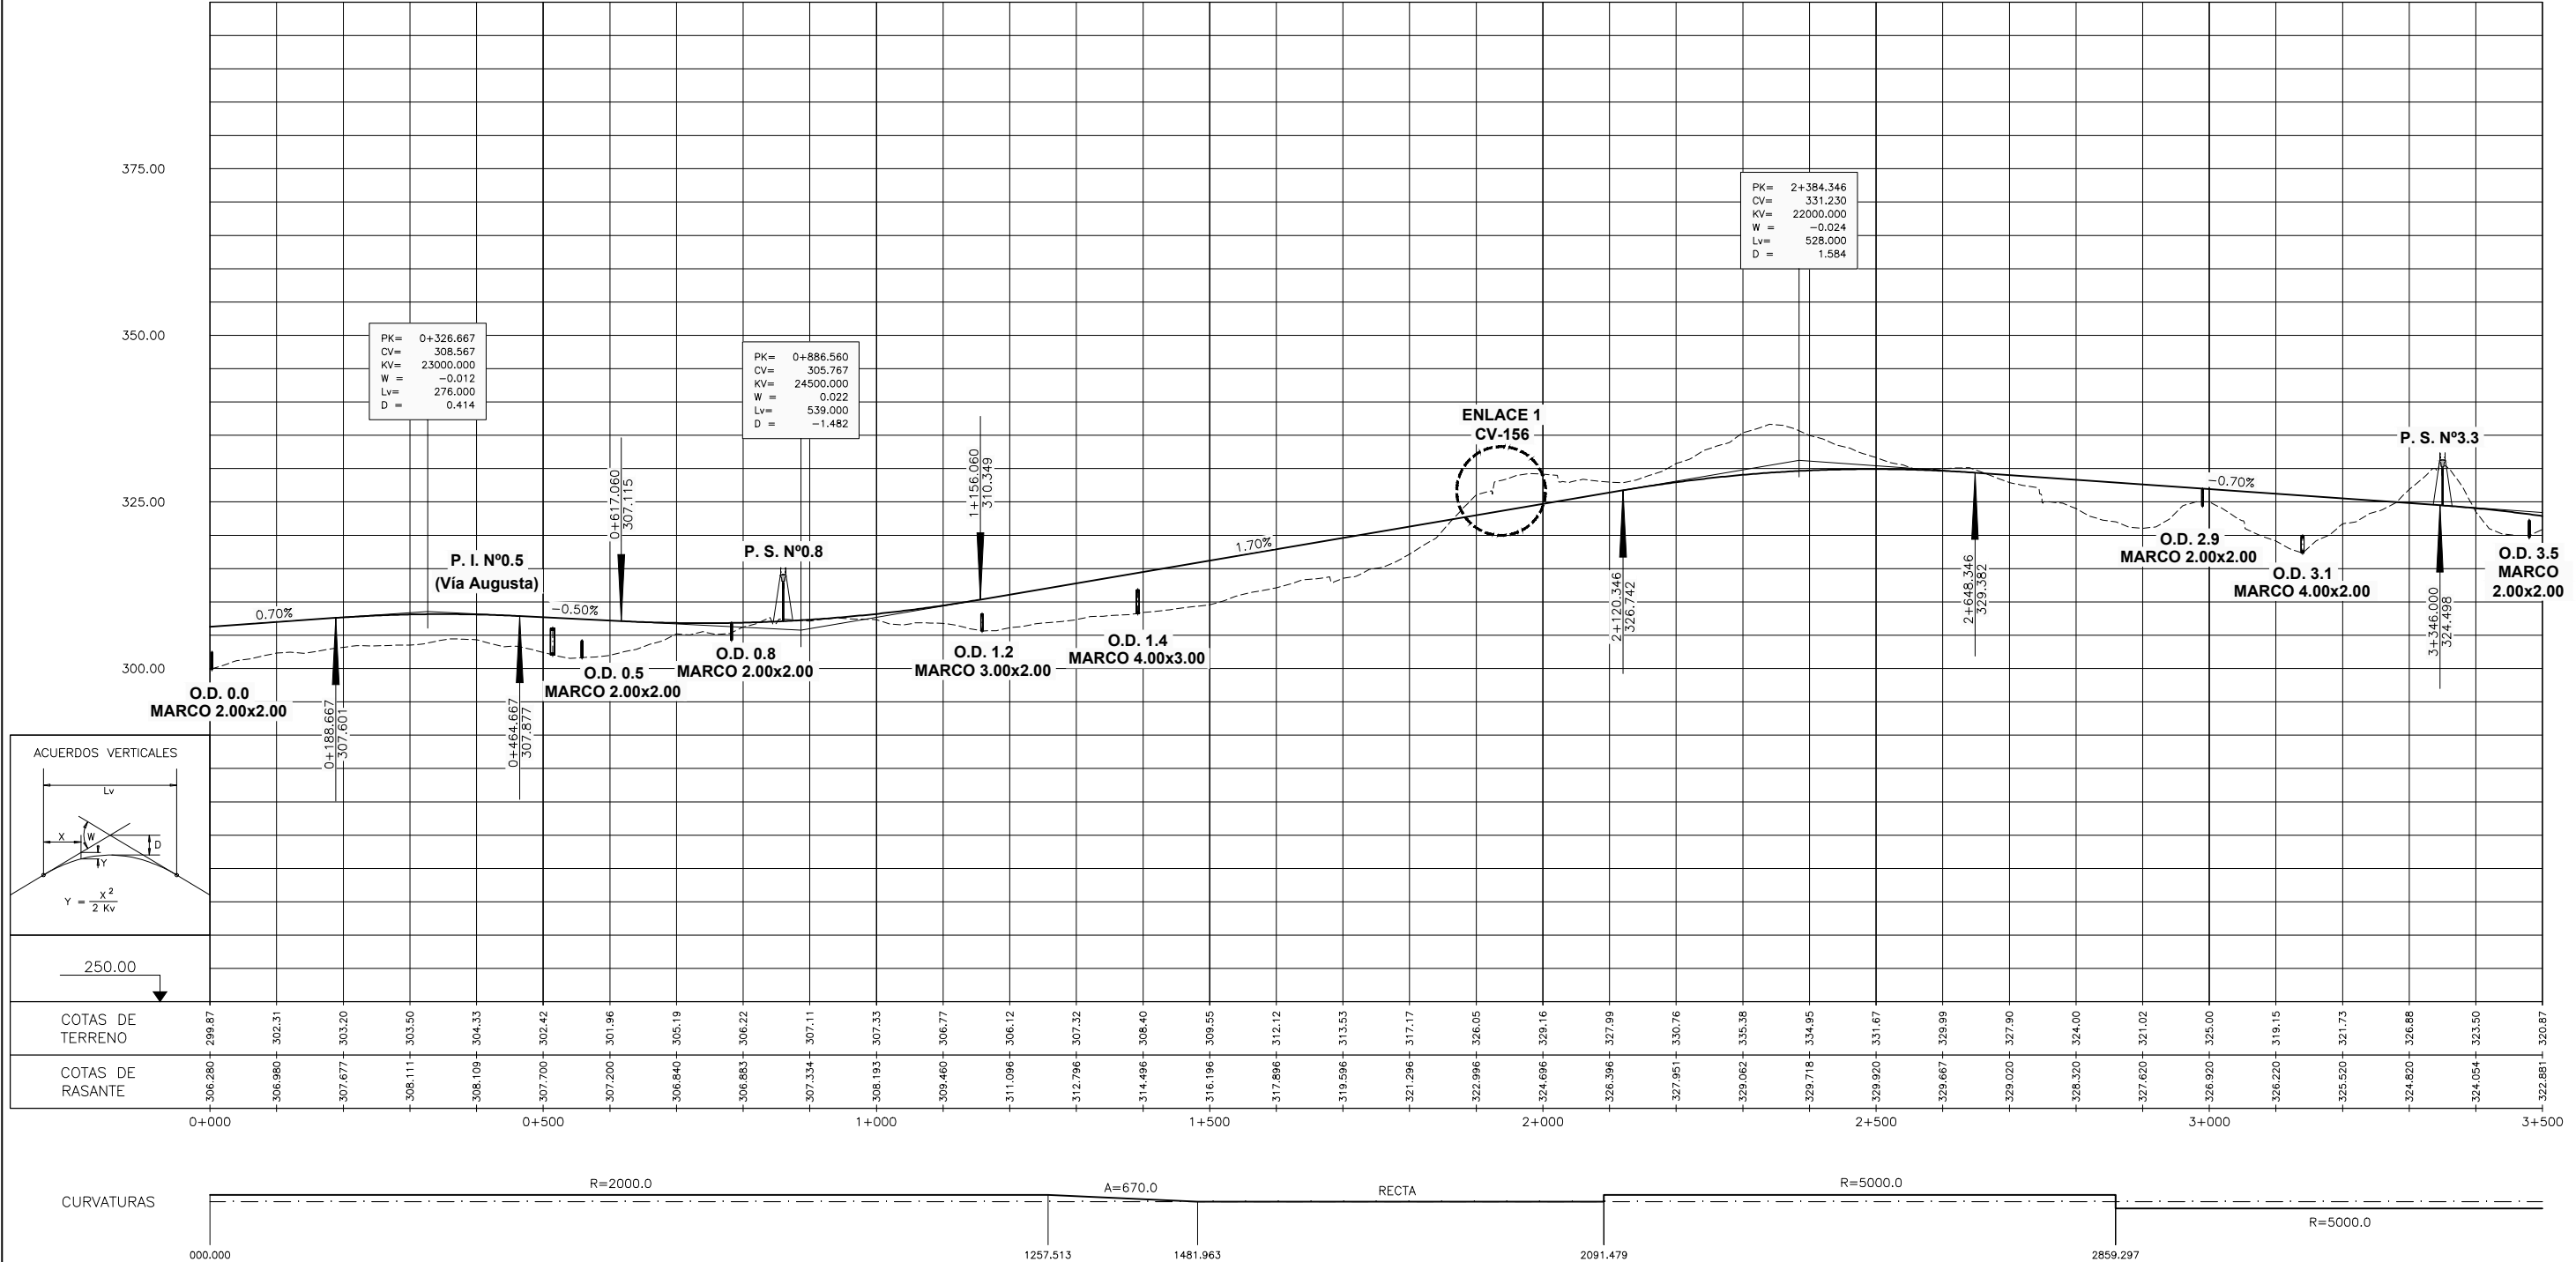 375.00
350.00
325.00
300.00
PK= 0+326.667
CV= 308.567
KV= 23000.000
W = -0.012
Lv= 276.000
D = 0.414
PK= 0+886.560
CV= 305.767
KV= 24500.000
W = 0.022
Lv= 539.000
D = -1.482
PK= 2+384.346
CV= 331.230
KV= 22000.000
W = -0.024
Lv= 528.000
D = 1.584
ENLACE 1
CV-156
P. S. Nº3.3
0+617.060
307.115
1+156.060
310.349
P. I. Nº0.5
(Vía Augusta)
P. S. Nº0.8
0.70%
-0.50%
1.70%
-0.70%
O.D. 0.0
MARCO 2.00x2.00
0+188.667
307.601
0+464.667
307.877
O.D. 0.5
MARCO 2.00x2.00
O.D. 0.8
MARCO 2.00x2.00
O.D. 1.2
MARCO 3.00x2.00
O.D. 1.4
MARCO 4.00x3.00
2+120.346
326.742
2+648.346
329.382
O.D. 2.9
MARCO 2.00x2.00
O.D. 3.1
MARCO 4.00x2.00
3+346.000
324.498
O.D. 3.5
MARCO
2.00x2.00
ACUERDOS VERTICALES
Lv
X
W
D
Y
Y = X 2
2 Kv
250.00
COTAS DE
TERRENO
299.87 302.31 303.20 303.50 304.33 302.42 301.96 305.19 306.22 307.11 307.33 306.77 306.12 307.32 308.40 309.55 312.12 313.53 317.17 326.05 329.16 327.99 330.76 335.38 334.95 331.67 329.99 327.90 324.00 321.02 325.00 319.15 321.73 326.88 323.50 320.87
COTAS DE
RASANTE
306.280 306.980 307.677 308.111 308.109 307.700 307.200 306.840 306.883 307.334 308.193 309.460 311.096 312.796 314.496 316.196 317.896 319.596 321.296 322.996 324.696 326.396 327.951 329.062 329.718 329.920 329.667 329.020 328.320 327.620 326.920 326.220 325.520 324.820 324.054 322.881
0+000 0+500 1+000 1+500 2+000 2+500 3+000 3+500
CURVATURAS
R=2000.0
A=670.0
RECTA
R=5000.0
R=5000.0
000.000 1257.513 1481.963 2091.479 2859.297